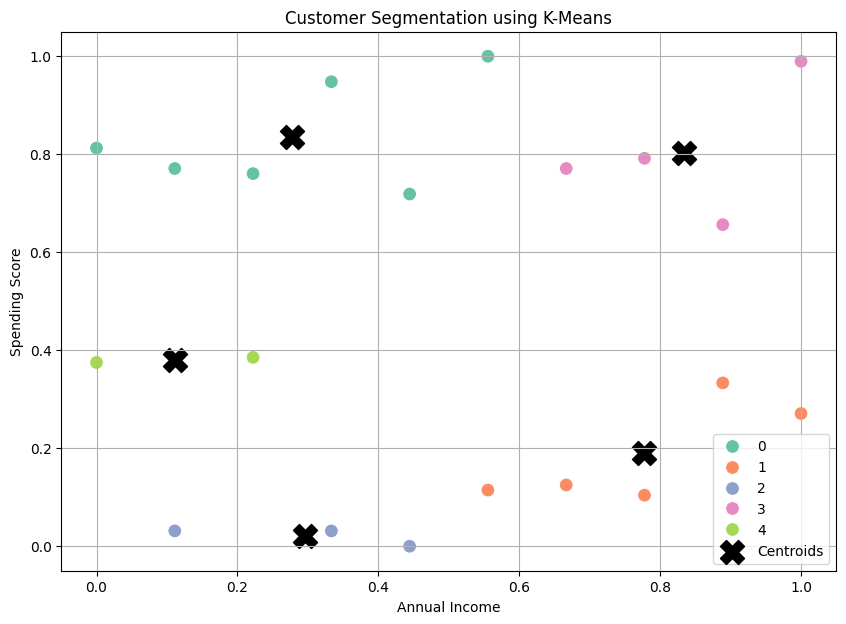 Customer Segmentation using K-Means
1.0
0.8
0.6
0.4
0.2
0.0
Spending Score
0
1
2
3
4
Centroids
0.0 0.2 0.4 0.6 0.8 1.0
Annual Income